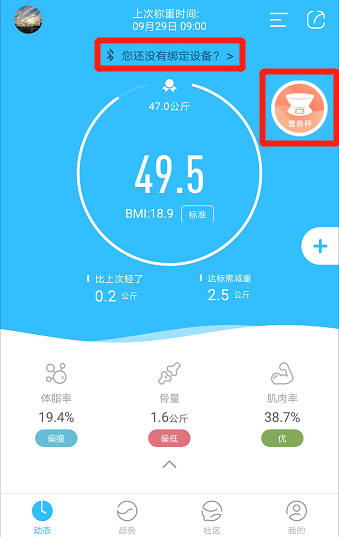 上次称重时间:
09月29日 09:00
您还没有绑定设备？ >
47.0公斤
营养秤
49.5
BMI:18.9 标准
比上次轻了
0.2 公斤
达标需减重
2.5 公斤
体脂率
19.4%
偏瘦
骨量
1.6公斤
偏低
肌肉率
38.7%
优
动态
趋势
社区
我的